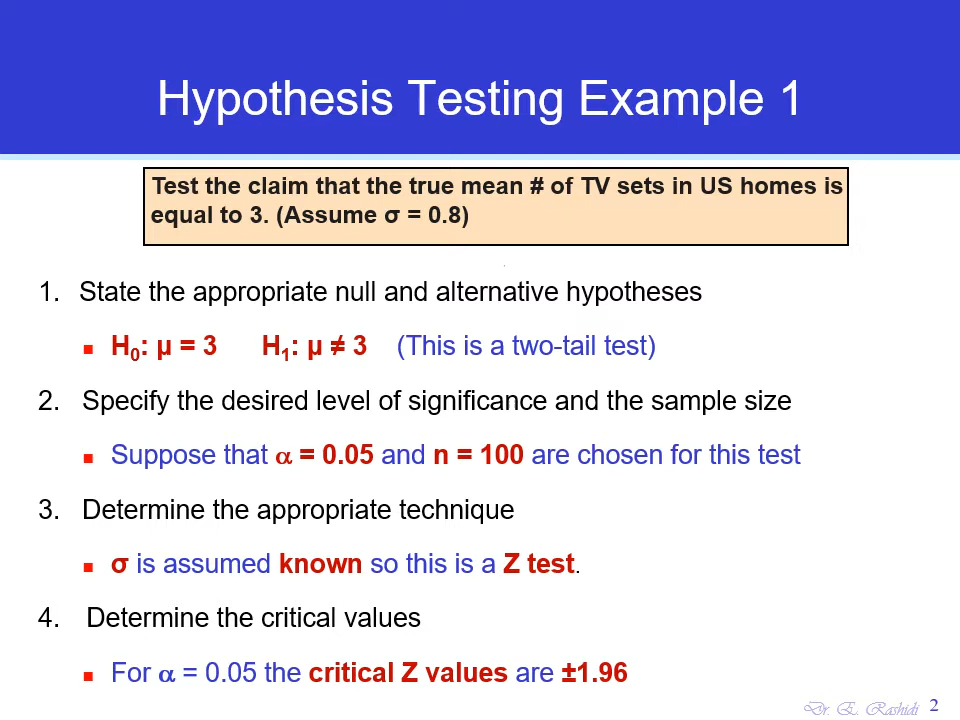 Hypothesis Testing Example 1
Test the claim that the true mean # of TV sets in US homes is
equal to 3. (Assume σ = 0.8)
1. State the appropriate null and alternative hypotheses
▪ H₀: μ = 3 H₁: μ ≠ 3 (This is a two-tail test)
2. Specify the desired level of significance and the sample size
▪ Suppose that α = 0.05 and n = 100 are chosen for this test
3. Determine the appropriate technique
▪ σ is assumed known so this is a Z test.
4. Determine the critical values
▪ For α = 0.05 the critical Z values are ±1.96
Dr. E. Rashidi 2